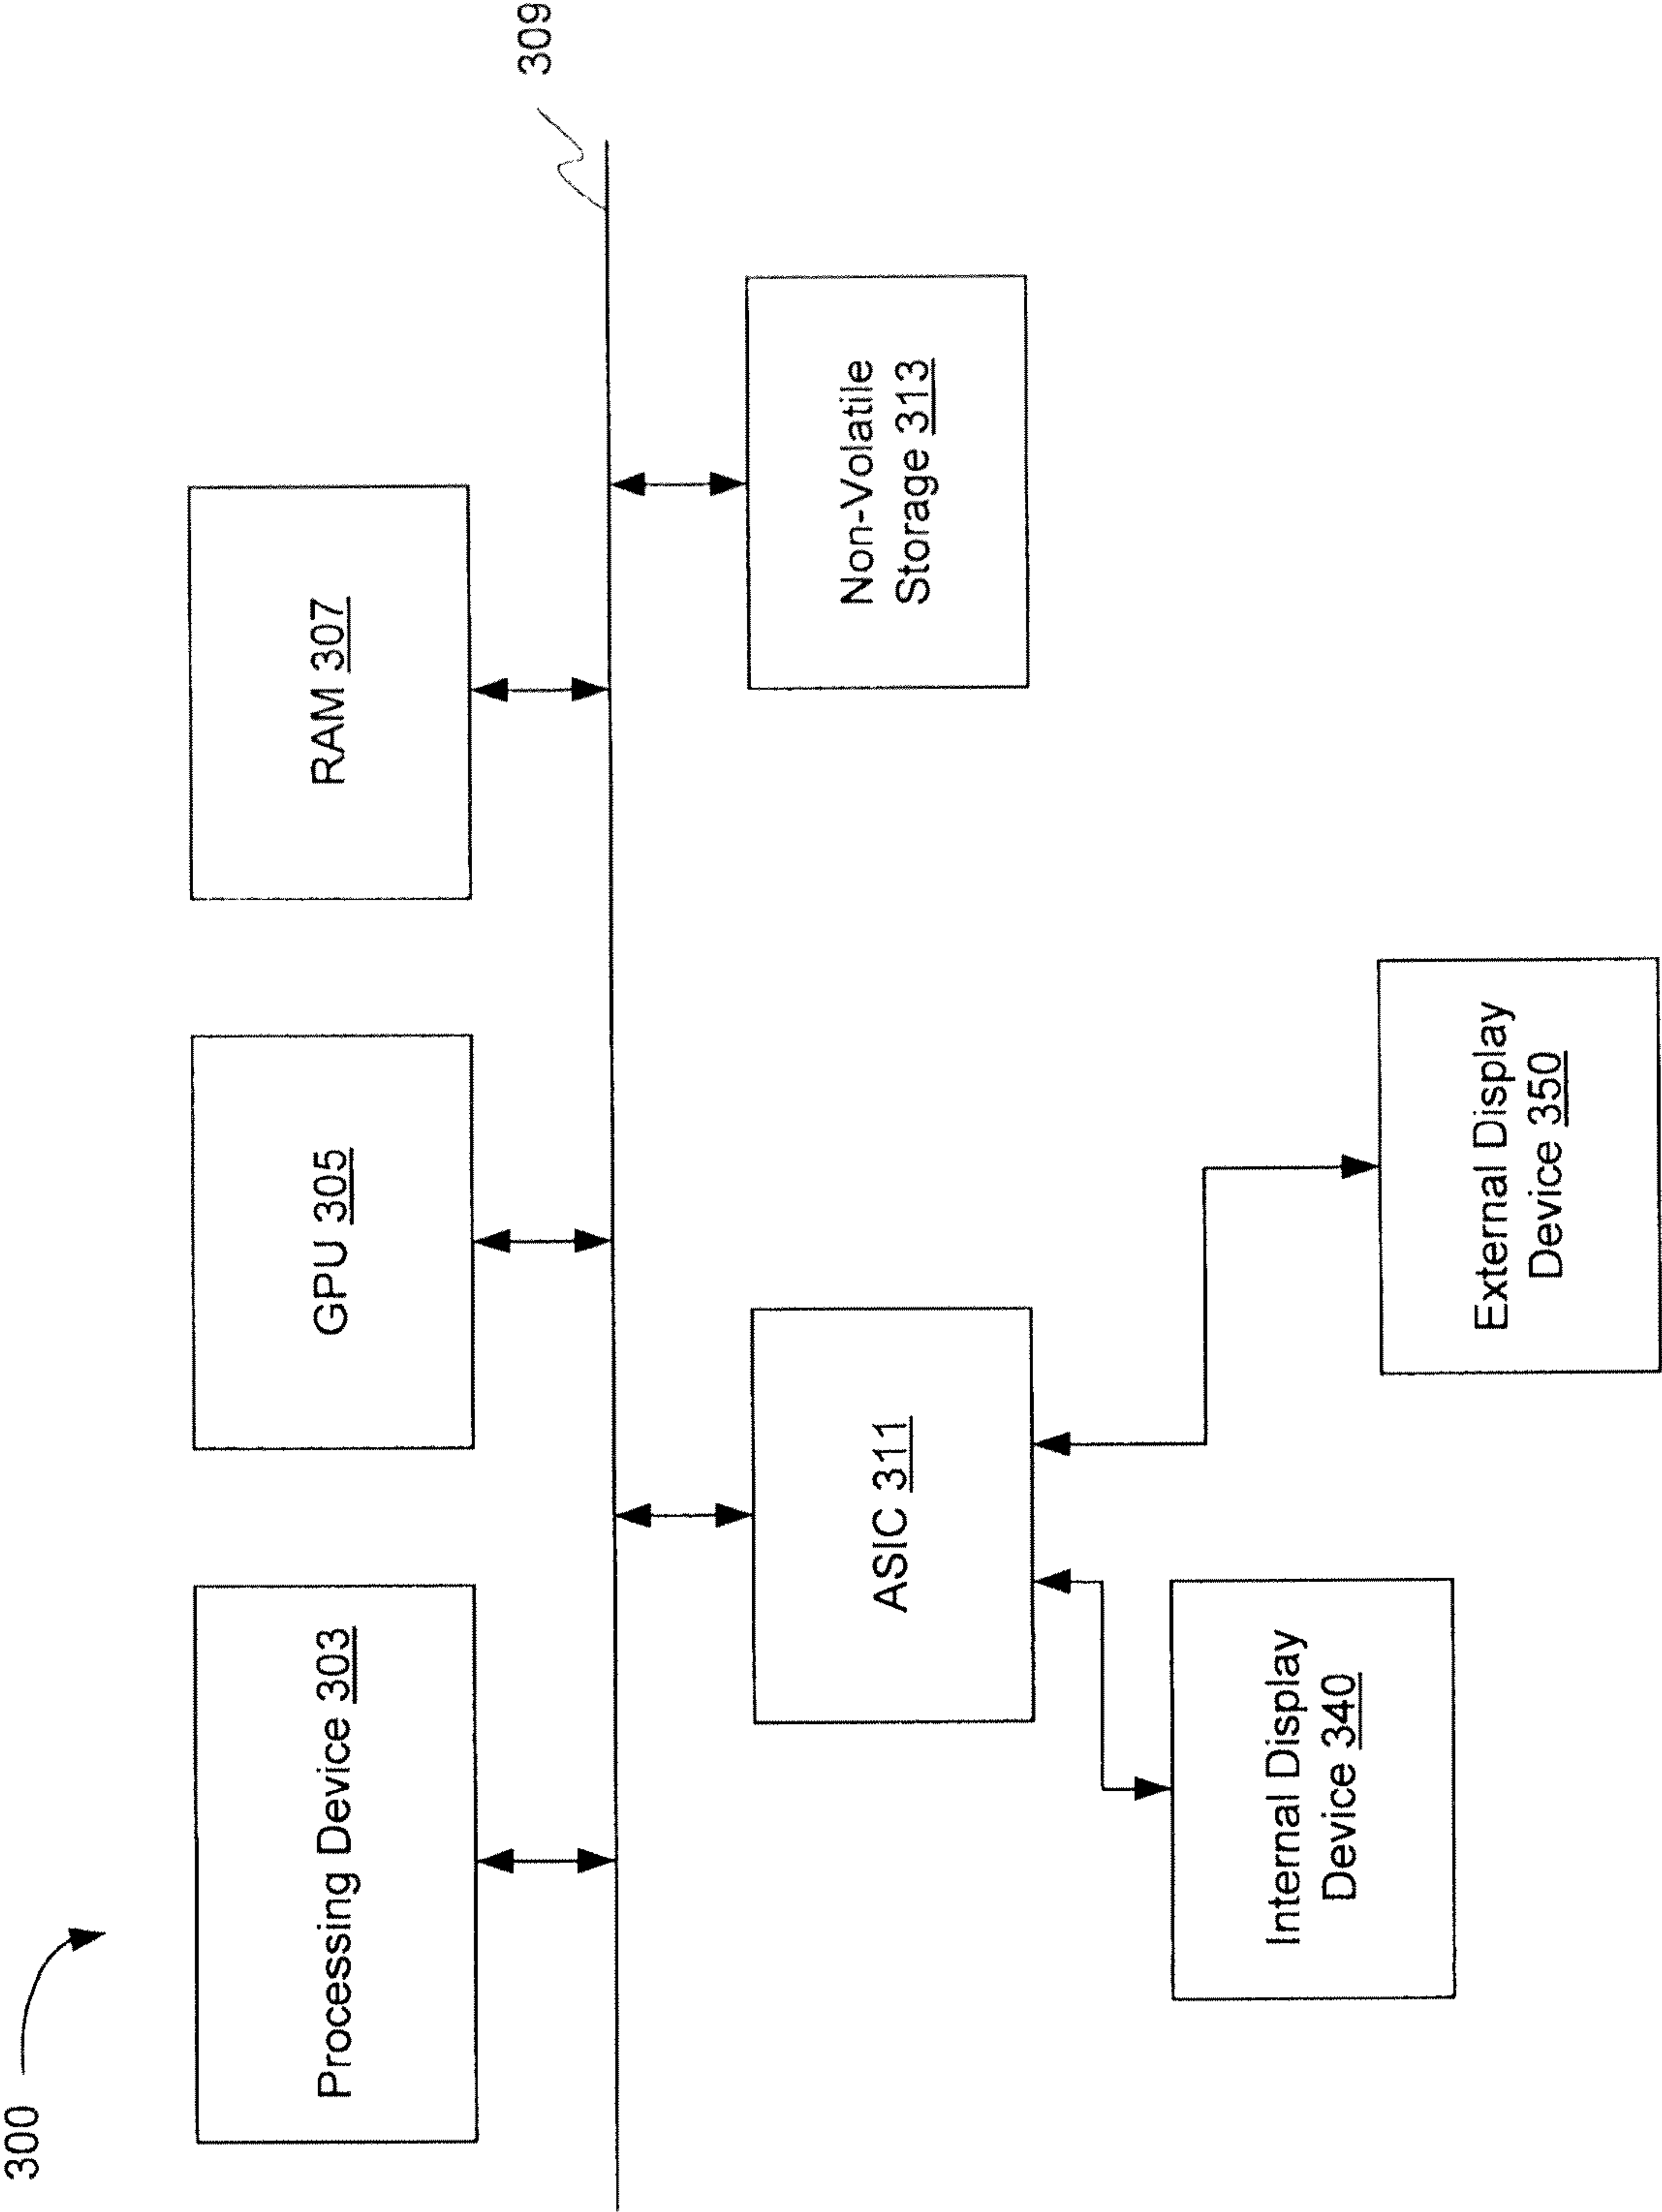 300
Processing Device 303
GPU 305
RAM 307
309
ASIC 311
Non-Volatile
Storage 313
Internal Display
Device 340
External Display
Device 350